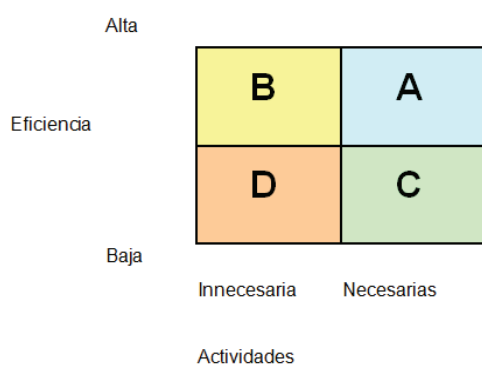 Alta
B A
Eficiencia
D C
Baja
Innecesaria Necesarias
Actividades